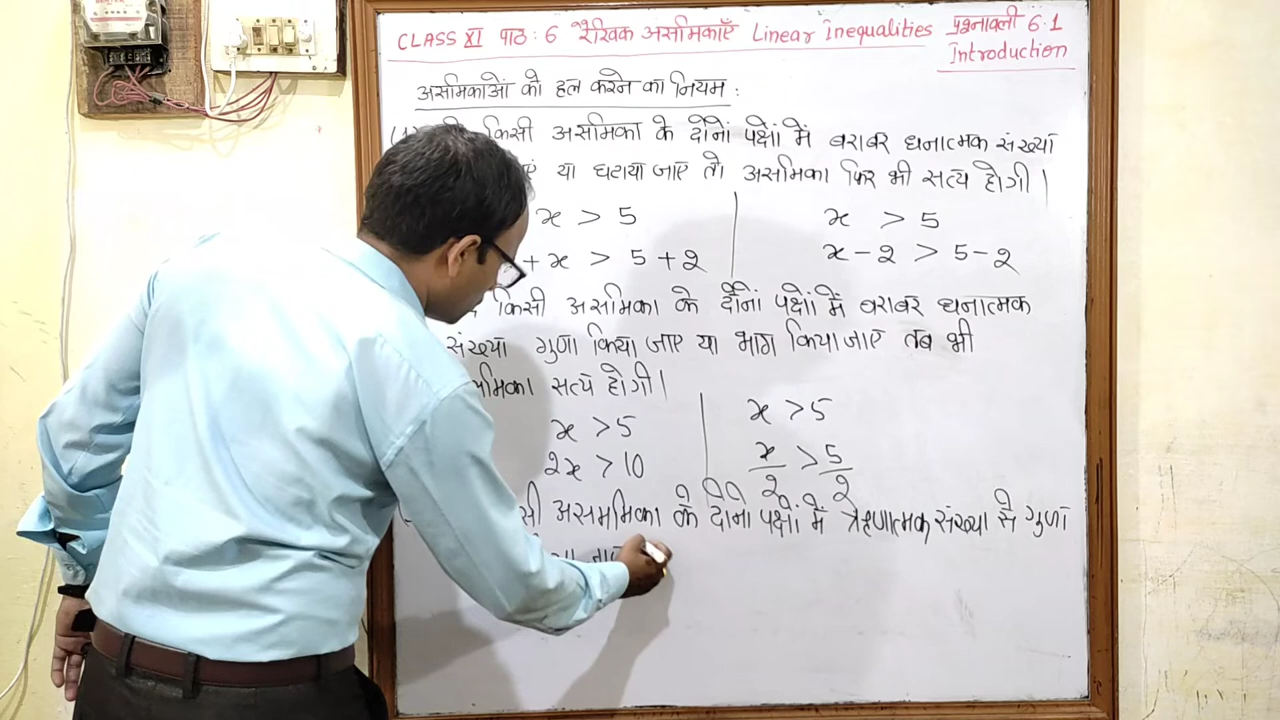 CLASS XI पाठ: 6 रैखिक असमिकाएँ Linear Inequalities प्रश्नावली 6.1
Introduction
असमिकाओं को हल करने का नियम :
किसी असमिका के दोनों पक्षों में बराबर धनात्मक संख्या
या घटाया जाए तो असमिका फिर भी सत्य होगी।
x > 5
+ x > 5 + 2
x > 5
x - 2 > 5 - 2
किसी असमिका के दोनों पक्षों में बराबर धनात्मक
संख्या गुणा किया जाए या भाग किया जाए तब भी
सत्य होगी।
x > 5
2x > 10
x > 5
x/2 > 5/2
असममिका के दोनो पक्षों में ऋणात्मक संख्या से गुणा